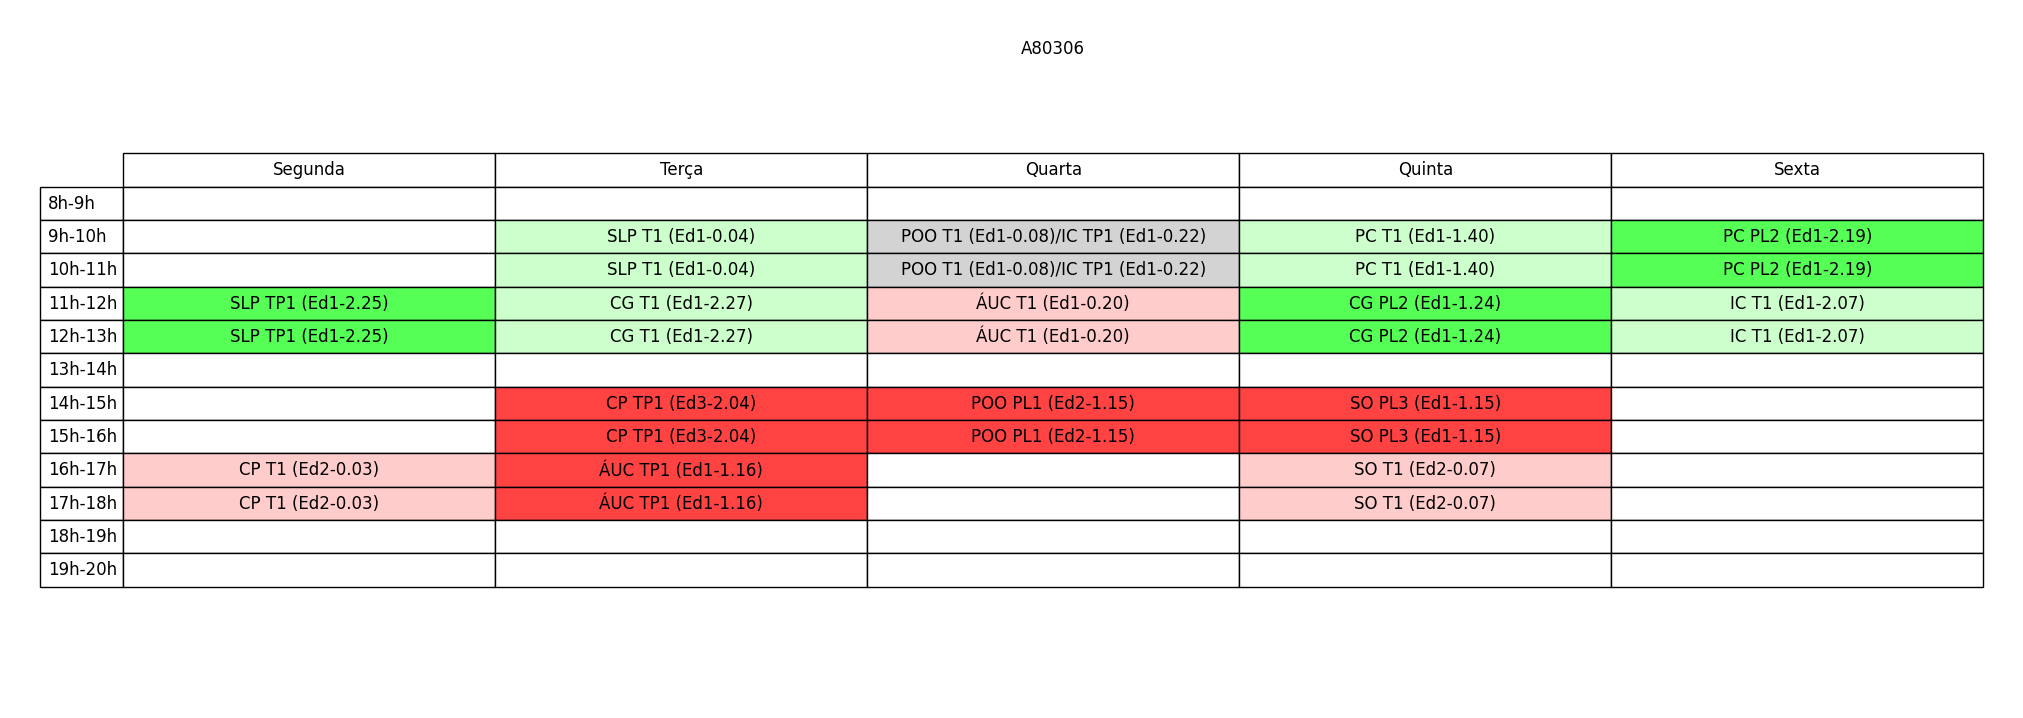 A80306
Segunda Terça Quarta Quinta Sexta
8h-9h
9h-10h SLP T1 (Ed1-0.04) POO T1 (Ed1-0.08)/IC TP1 (Ed1-0.22) PC T1 (Ed1-1.40) PC PL2 (Ed1-2.19)
10h-11h SLP T1 (Ed1-0.04) POO T1 (Ed1-0.08)/IC TP1 (Ed1-0.22) PC T1 (Ed1-1.40) PC PL2 (Ed1-2.19)
11h-12h SLP TP1 (Ed1-2.25) CG T1 (Ed1-2.27) ÁUC T1 (Ed1-0.20) CG PL2 (Ed1-1.24) IC T1 (Ed1-2.07)
12h-13h SLP TP1 (Ed1-2.25) CG T1 (Ed1-2.27) ÁUC T1 (Ed1-0.20) CG PL2 (Ed1-1.24) IC T1 (Ed1-2.07)
13h-14h
14h-15h CP TP1 (Ed3-2.04) POO PL1 (Ed2-1.15) SO PL3 (Ed1-1.15)
15h-16h CP TP1 (Ed3-2.04) POO PL1 (Ed2-1.15) SO PL3 (Ed1-1.15)
16h-17h CP T1 (Ed2-0.03) ÁUC TP1 (Ed1-1.16) SO T1 (Ed2-0.07)
17h-18h CP T1 (Ed2-0.03) ÁUC TP1 (Ed1-1.16) SO T1 (Ed2-0.07)
18h-19h
19h-20h